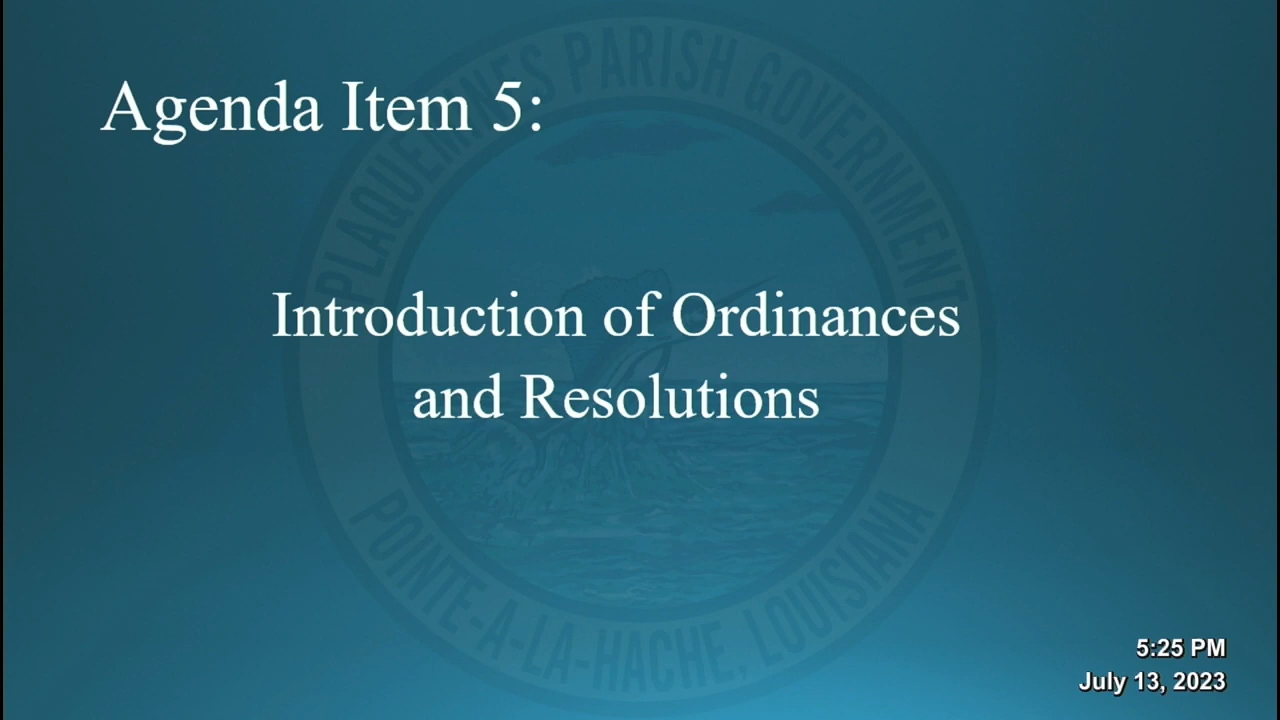 PLAQUEMINES PARISH GOVERNMENT
Agenda Item 5:
Introduction of Ordinances
and Resolutions
POINTE-A-LA-HACHE, LOUISIANA
5:25 PM
July 13, 2023